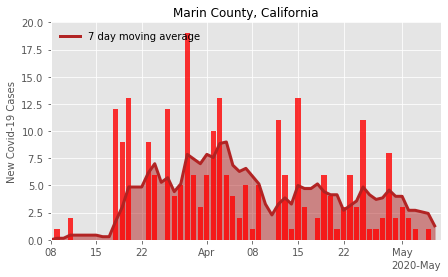 Marin County, California
7 day moving average
New Covid-19 Cases
20.0
17.5
15.0
12.5
10.0
7.5
5.0
2.5
0.0
08 15 22 Apr 08 15 22 May
2020-May